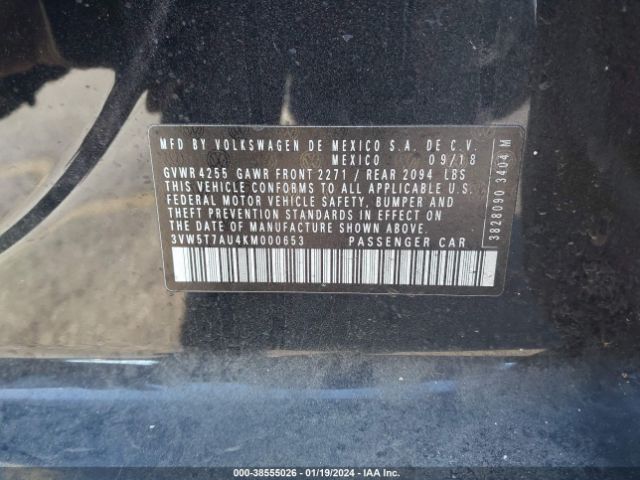 MFD BY VOLKSWAGEN DE MEXICO S.A. DE C.V.
MEXICO 09/18
GVWR 4255 GAWR FRONT 2271 / REAR 2094 LBS
THIS VEHICLE CONFORMS TO ALL APPLICABLE U.S.
FEDERAL MOTOR VEHICLE SAFETY, BUMPER AND
THEFT PREVENTION STANDARDS IN EFFECT ON
THE DATE OF MANUFACTURE SHOWN ABOVE.
3VW5T7AU4KM000653 PASSENGER CAR
3828090 3404 M
000-38555026 - 01/19/2024 - IAA Inc.